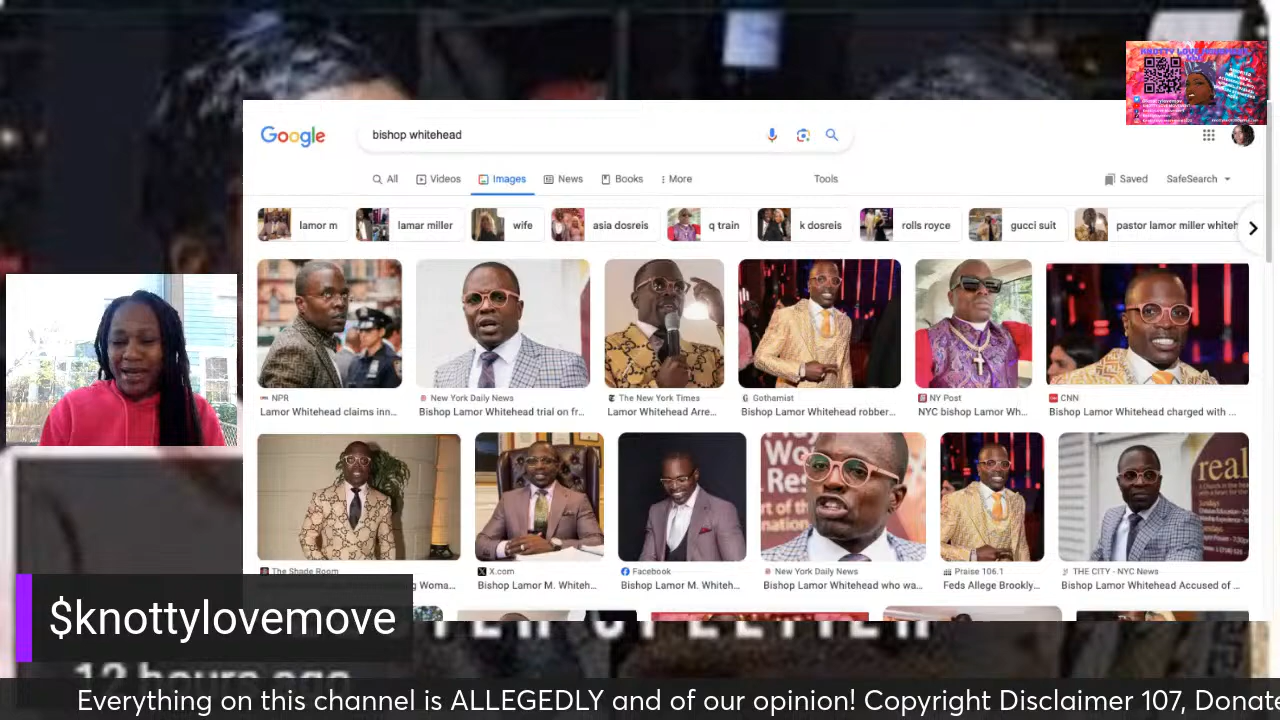 Google
bishop whitehead
All
Videos
Images
News
Books
More
Tools
Saved
SafeSearch
lamor m
lamar miller
wife
asia dosreis
q train
k dosreis
rolls royce
gucci suit
pastor lamor miller whiteh
NPR
Lamor Whitehead claims inn...
New York Daily News
Bishop Lamor Whitehead trial on fr...
The New York Times
Lamor Whitehead Arre...
Gothamist
Bishop Lamor Whitehead robber...
NY Post
NYC bishop Lamor Wh...
CNN
Bishop Lamor Whitehead charged with ...
real
The Shade Room
Woma...
X.com
Bishop Lamor M. Whiteh...
Facebook
Bishop Lamor M. Whiteh...
New York Daily News
Bishop Lamor Whitehead who wa...
Praise 106.1
Feds Allege Brookly...
THE CITY - NYC News
Bishop Lamor Whitehead Accused of ...
$knottylovemove
12 hours ago
Everything on this channel is ALLEGEDLY and of our opinion! Copyright Disclaimer 107, Donate